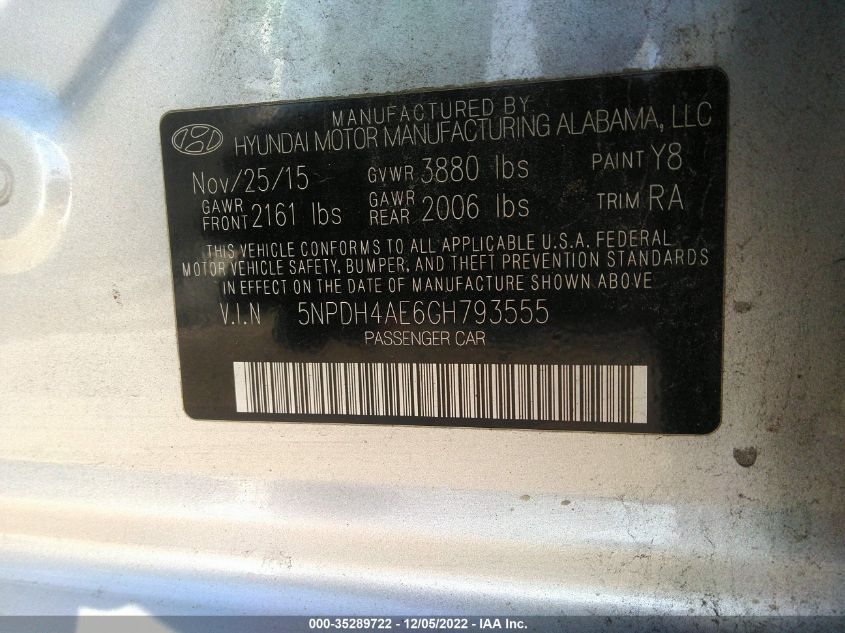 MANUFACTURED BY
HYUNDAI MOTOR MANUFACTURING ALABAMA, LLC
Nov/25/15 GVWR 3880 lbs PAINT Y8
GAWR FRONT 2161 lbs GAWR REAR 2006 lbs TRIM RA
THIS VEHICLE CONFORMS TO ALL APPLICABLE U.S.A. FEDERAL
MOTOR VEHICLE SAFETY, BUMPER, AND THEFT PREVENTION STANDARDS
IN EFFECT ON THE DATE OF MANUFACTURE SHOWN ABOVE
V.I.N 5NPDH4AE6GH793555
PASSENGER CAR
000-35289722 - 12/05/2022 - IAA Inc.